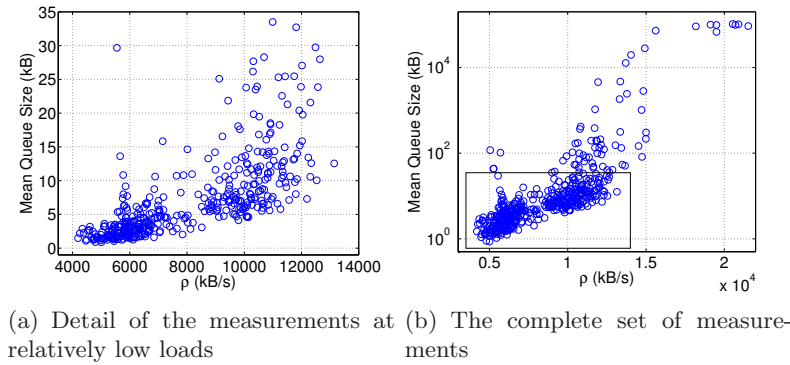 35
30
25
20
15
10
5
0
Mean Queue Size (kB)
4000 6000 8000 10000 12000 14000
ρ (kB/s)
10^4
10^2
10^0
Mean Queue Size (kB)
0.5 1 1.5 2
ρ (kB/s)
x 10^4
(a) Detail of the measurements at
relatively low loads
(b) The complete set of measure-
ments